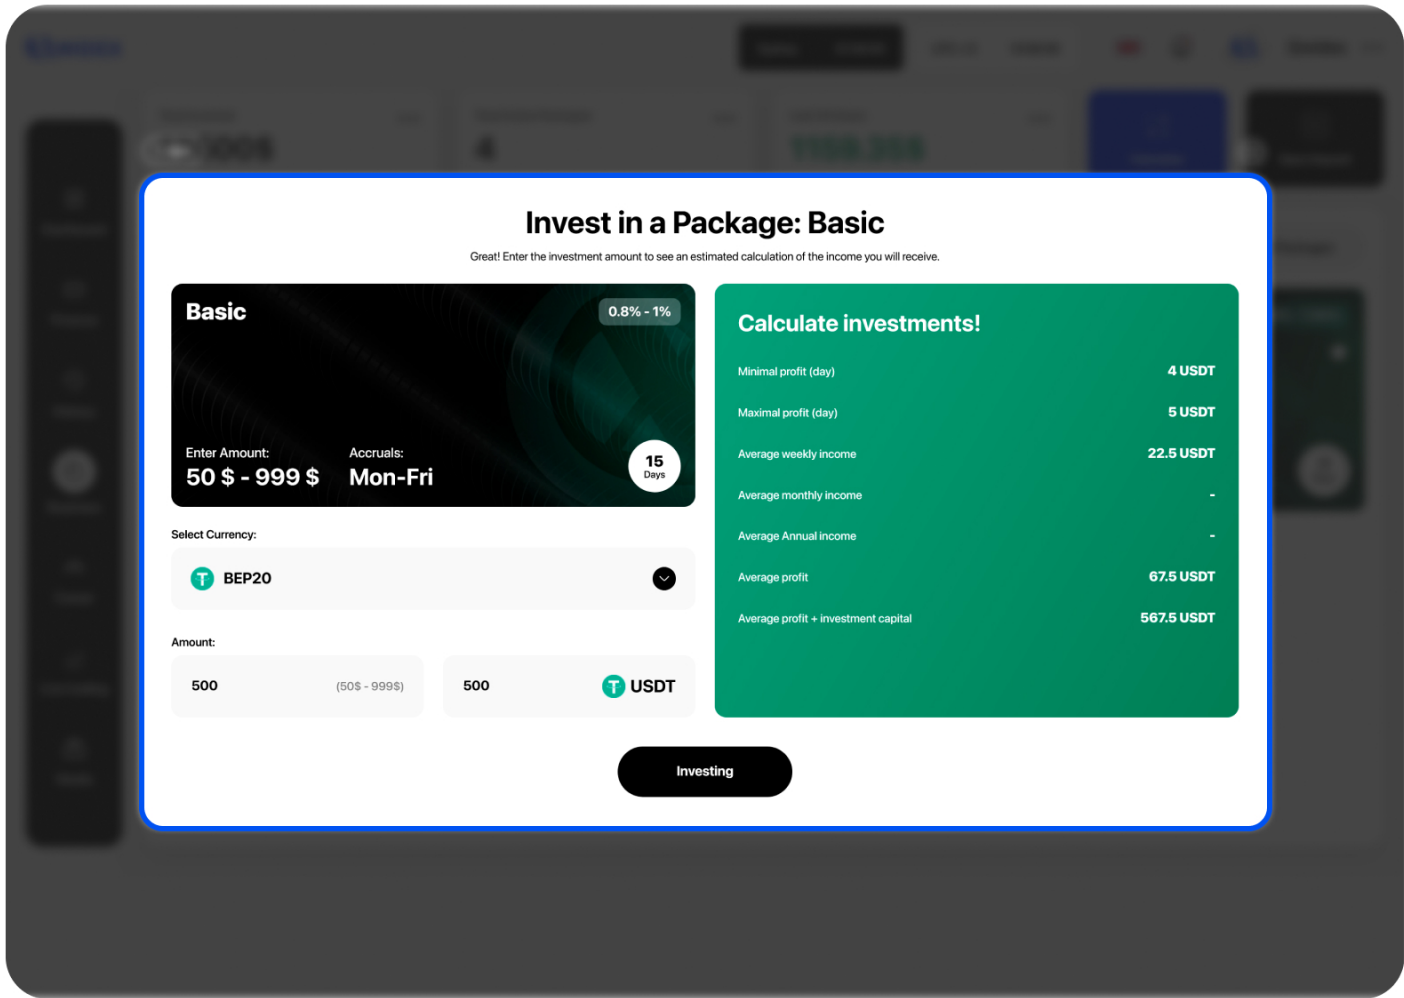 Invest in a Package: Basic
Great! Enter the investment amount to see an estimated calculation of the income you will receive.
Basic
0.8% - 1%
Enter Amount:
Accruals:
50 $ - 999 $
Mon-Fri
15
Days
Select Currency:
BEP20
Amount:
500
(50$ - 999$)
500
USDT
Calculate investments!
Minimal profit (day)
4 USDT
Maximal profit (day)
5 USDT
Average weekly income
22.5 USDT
Average monthly income
-
Average Annual income
-
Average profit
67.5 USDT
Average profit + investment capital
567.5 USDT
Investing